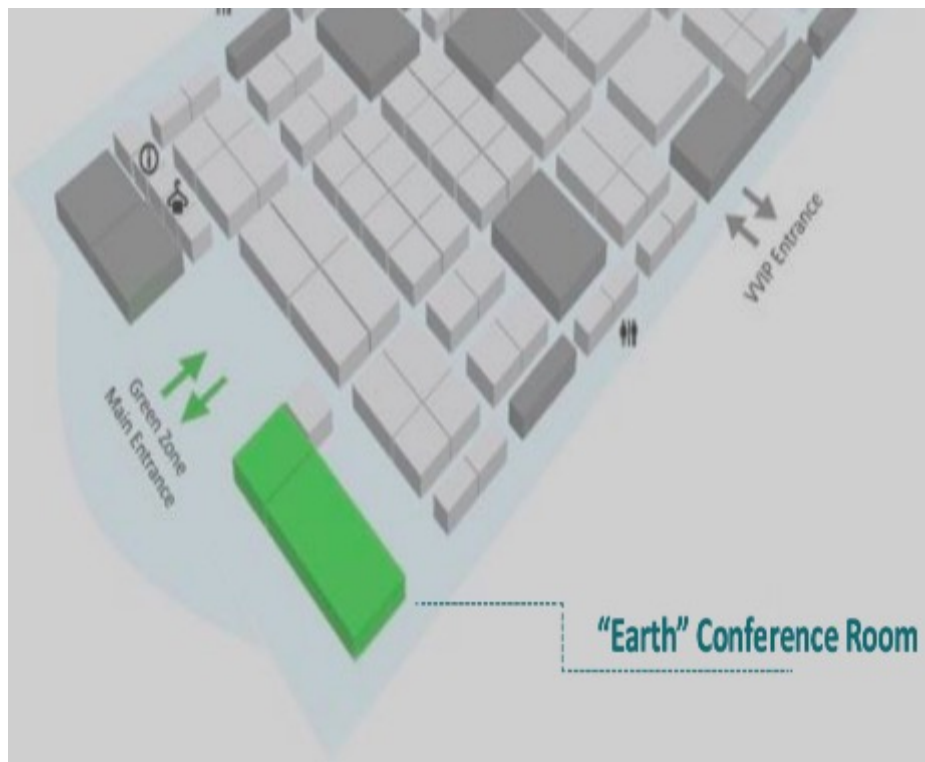 VVIP Entrance
Green Zone
Main Entrance
“Earth” Conference Room